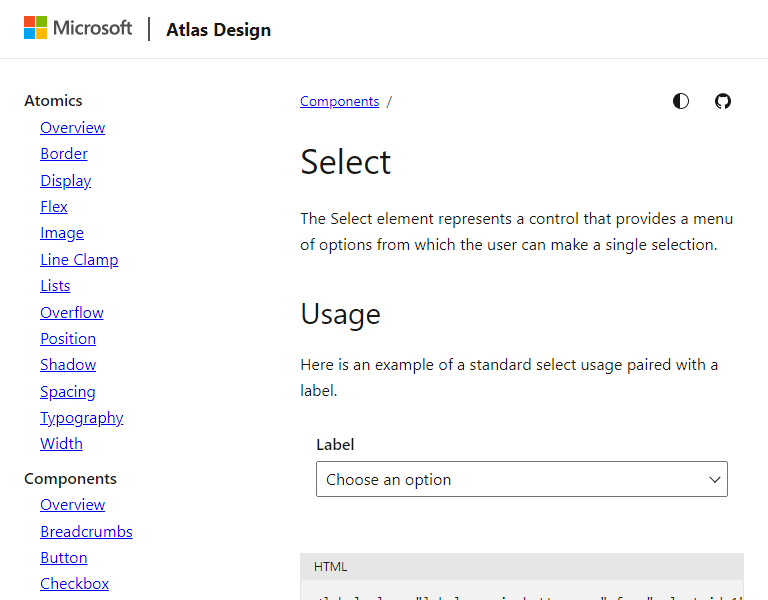 Microsoft | Atlas Design
Atomics
Overview
Border
Display
Flex
Image
Line Clamp
Lists
Overflow
Position
Shadow
Spacing
Typography
Width
Components
Overview
Breadcrumbs
Button
Checkbox
Components /
Select
The Select element represents a control that provides a menu
of options from which the user can make a single selection.
Usage
Here is an example of a standard select usage paired with a
label.
Label
Choose an option
HTML